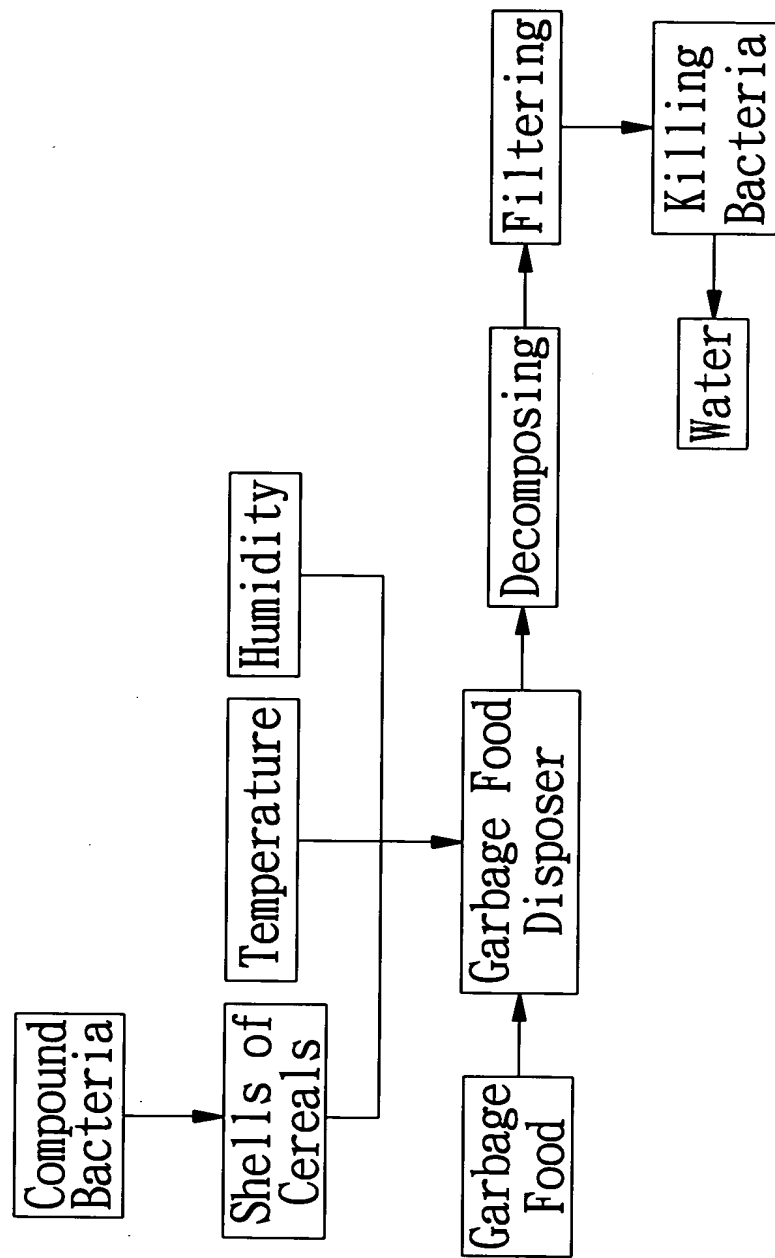 Compound
Bacteria
Shells of
Cereals
Temperature
Humidity
Garbage
Food
Garbage Food
Disposer
Decomposing
Filtering
Killing
Bacteria
Water